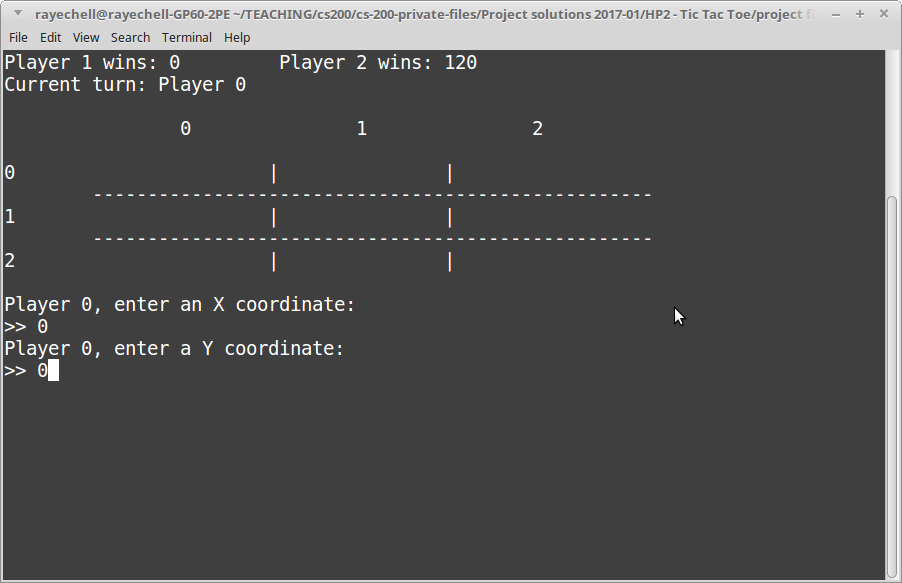 rayechell@rayechell-GP60-2PE ~/TEACHING/cs200/cs-200-private-files/Project solutions 2017-01/HP2 - Tic Tac Toe/project
File Edit View Search Terminal Help
Player 1 wins: 0 Player 2 wins: 120
Current turn: Player 0
0 1 2
0 | |
---------------------------------------------------
1 | |
---------------------------------------------------
2 | |
Player 0, enter an X coordinate:
>> 0
Player 0, enter a Y coordinate:
>> 0